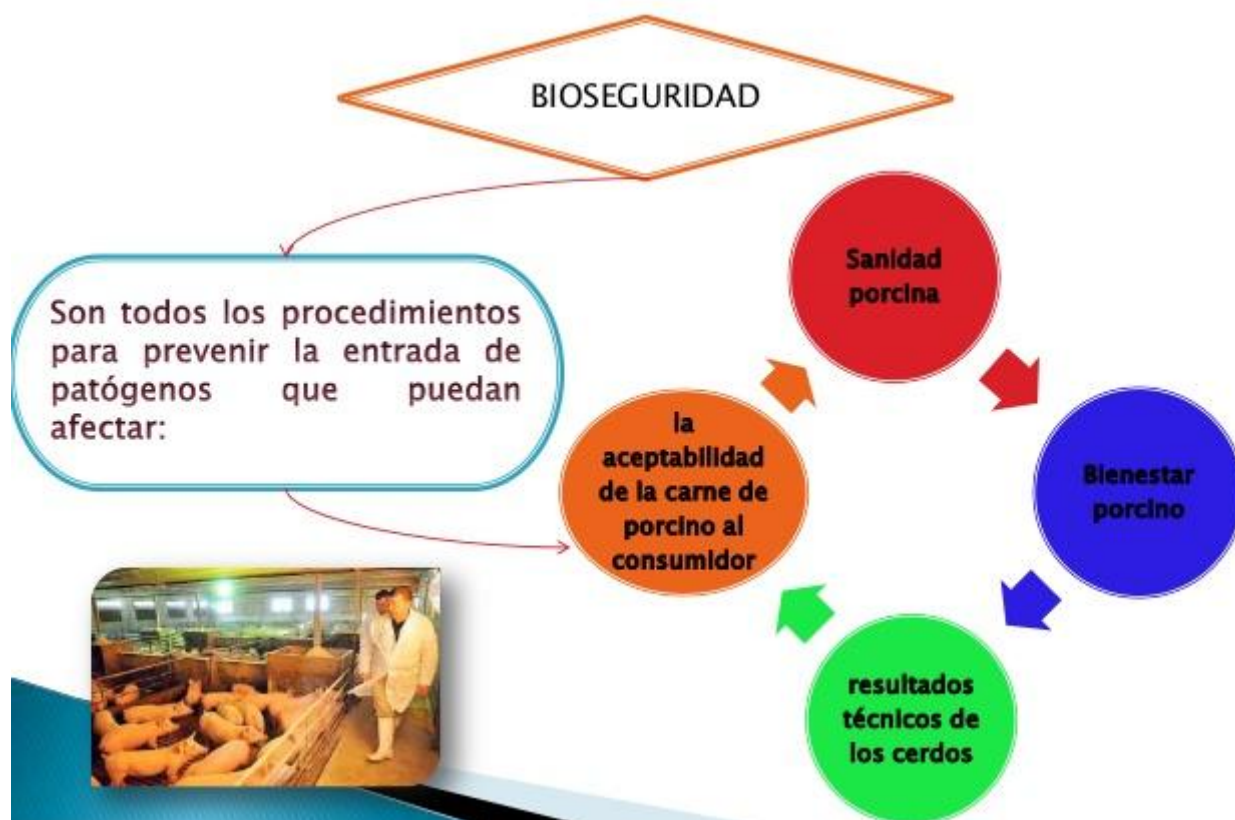 BIOSEGURIDAD
Son todos los procedimientos
para prevenir la entrada de
patógenos que puedan
afectar:
Sanidad
porcina
Bienestar
porcino
resultados
técnicos de
los cerdos
la
aceptabilidad
de la carne de
porcino al
consumidor